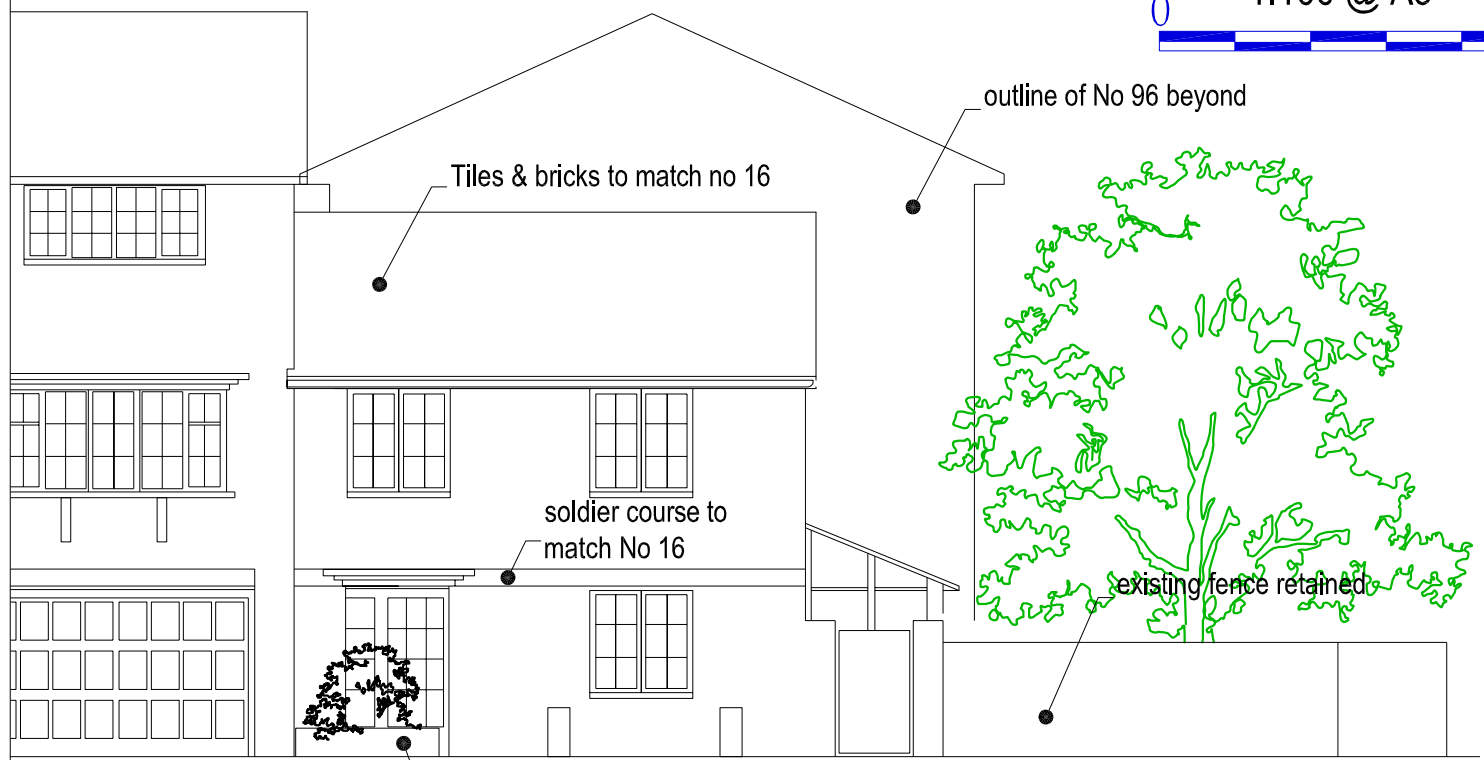 0
outline of No 96 beyond
Tiles & bricks to match no 16
soldier course to
match No 16
existing fence retained